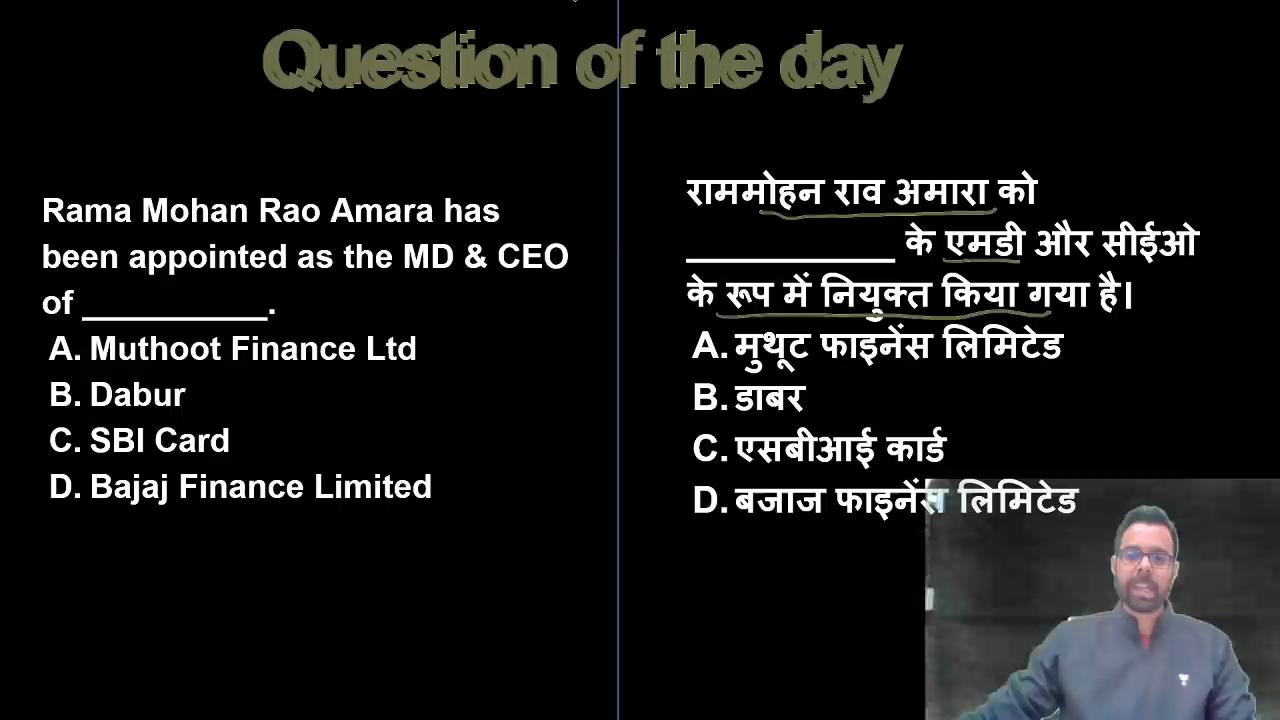 Question of the day
Rama Mohan Rao Amara has
been appointed as the MD & CEO
of __________.
A. Muthoot Finance Ltd
B. Dabur
C. SBI Card
D. Bajaj Finance Limited
राममोहन राव अमारा को
___________ के एमडी और सीईओ
के रूप में नियुक्त किया गया है।
A. मुथूट फाइनेंस लिमिटेड
B. डाबर
C. एसबीआई कार्ड
D. बजाज फाइनेंस लिमिटेड